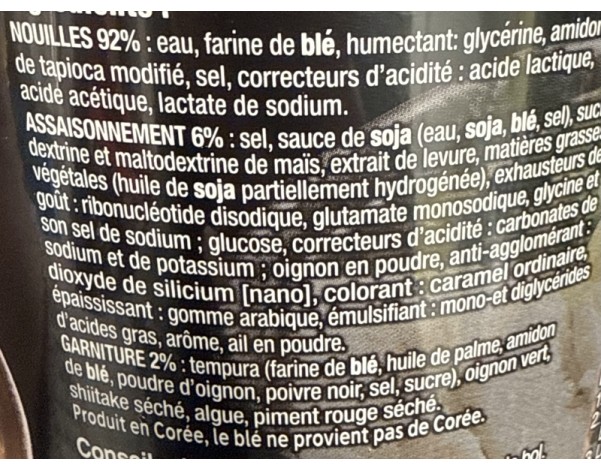 NOUILLES 92% : eau, farine de blé, humectant: glycérine, amidon
de tapioca modifié, sel, correcteurs d'acidité : acide lactique,
acide acétique, lactate de sodium.
ASSAISONNEMENT 6% : sel, sauce de soja (eau, soja, blé, sel), suc
dextrine et maltodextrine de maïs, extrait de levure, matières grasses
végétales (huile de soja partiellement hydrogénée), exhausteurs de
goût : ribonucléotide disodique, glutamate monosodique, glycine et
son sel de sodium ; glucose, correcteurs d'acidité : carbonates de
sodium et de potassium ; oignon en poudre, anti-agglomérant :
dioxyde de silicium [nano], colorant : caramel ordinaire,
épaississant : gomme arabique, émulsifiant : mono-et diglycérides
d'acides gras, arôme, ail en poudre.
GARNITURE 2% : tempura (farine de blé, huile de palme, amidon
de blé, poudre d'oignon, poivre noir, sel, sucre), oignon vert,
shiitake séché, algue, piment rouge séché.
Produit en Corée, le blé ne provient pas de Corée.
Conseil
bol.